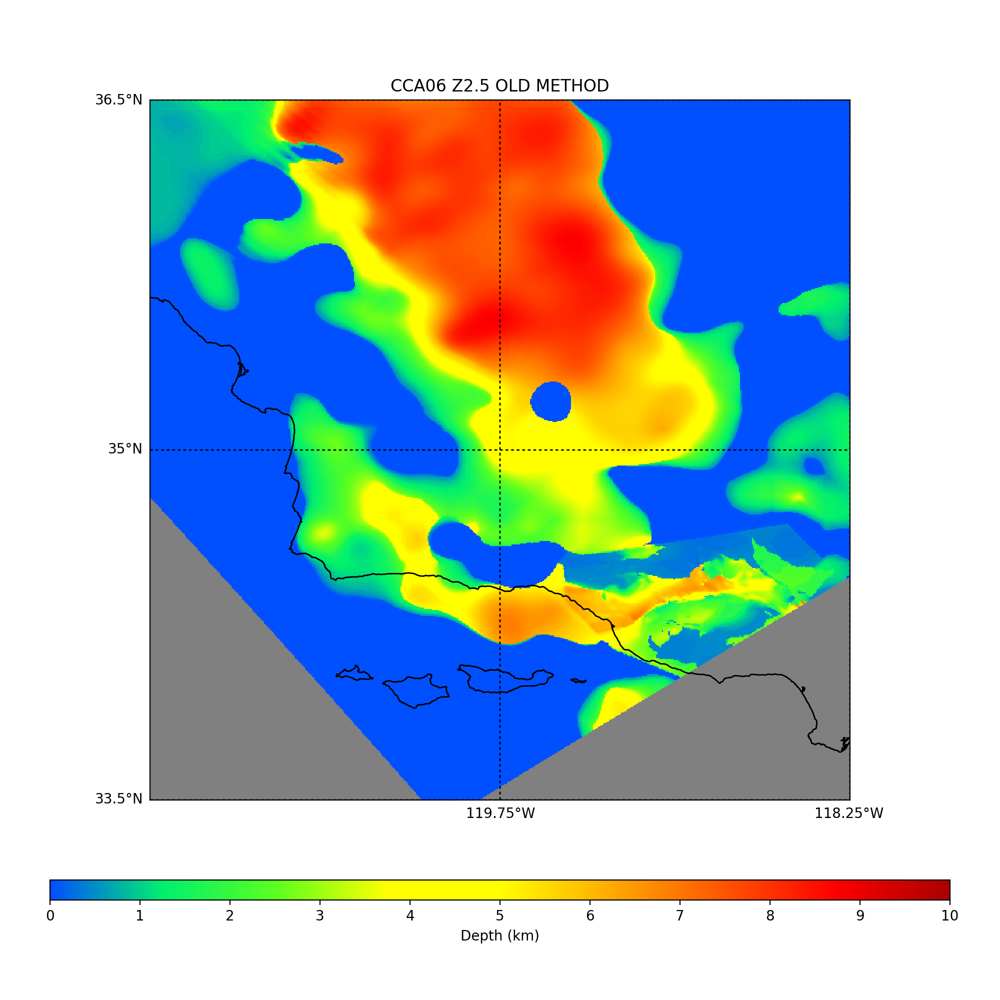 CCA06 Z2.5 OLD METHOD
36.5°N
35°N
33.5°N
119.75°W 118.25°W
0 1 2 3 4 5 6 7 8 9 10
Depth (km)